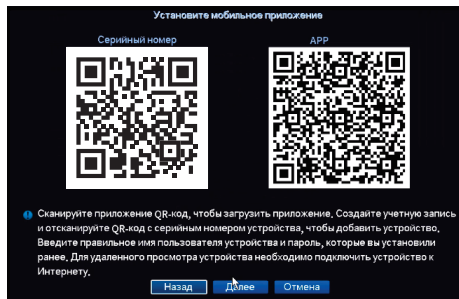 Установите мобильное приложение
Серийный номер
APP
Сканируйте приложение QR-код, чтобы загрузить приложение. Создайте учетную запись
и отсканируйте QR-код с серийным номером устройства, чтобы добавить устройство.
Введите правильное имя пользователя устройства и пароль, которые вы установили
ранее. Для удаленного просмотра устройства необходимо подключить устройство к
Интернету.
Назад
Далее
Отмена